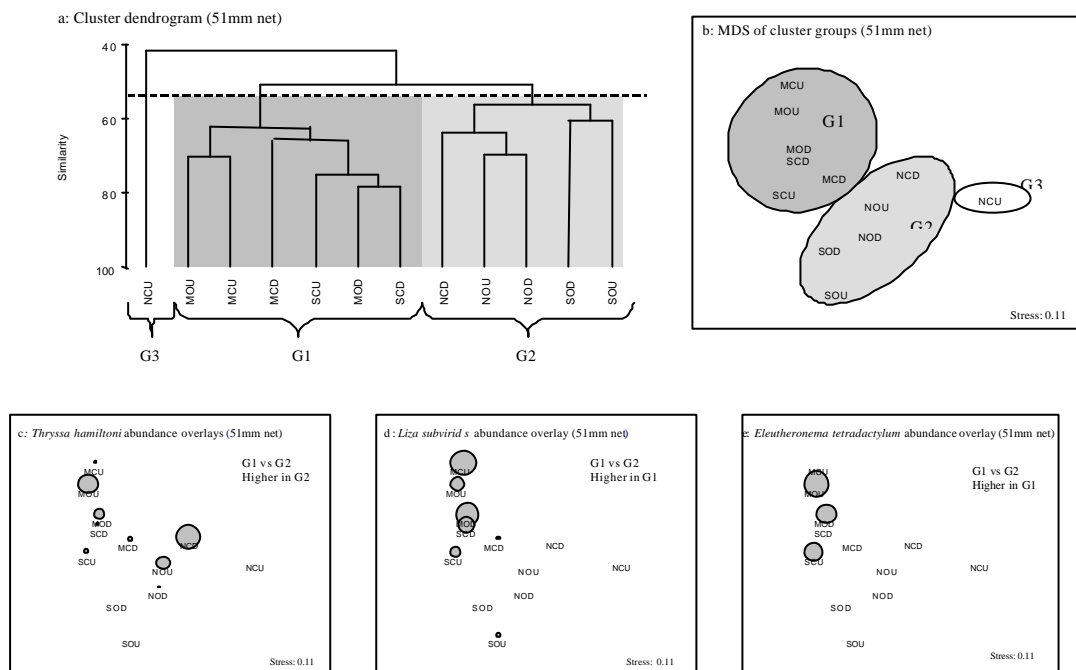 a: Cluster dendrogram (51mm net)
40
60
80
100
Similarity
NCU MOU MCU MCD SCU MOD SCD NCD NOU NOD SOD SOU
G3 G1 G2
b: MDS of cluster groups (51mm net)
MCU
MOU
G1
MOD
SCD
MCD
SCU
NCD
G3
NCU
NOU
G2
NOD
SOD
SOU
Stress: 0.11
c: Thryssa hamiltoni abundance overlays (51mm net)
G1 vs G2
Higher in G2
MCU
MOU
MOD
SCD
MCD
NCD
SCU
NOU
NCU
NOD
SOD
SOU
Stress: 0.11
d: Liza subvirid s abundance overlay (51mm net)
G1 vs G2
Higher in G1
MCU
MOU
MOD
SCD
MCD
NCD
SCU
NOU
NCU
NOD
SOD
SOU
Stress: 0.11
e: Eleutheronema tetradactylum abundance overlay (51mm net)
G1 vs G2
Higher in G1
MCU
MOU
MOD
SCD
MCD
NCD
SCU
NOU
NCU
NOD
SOD
SOU
Stress: 0.11